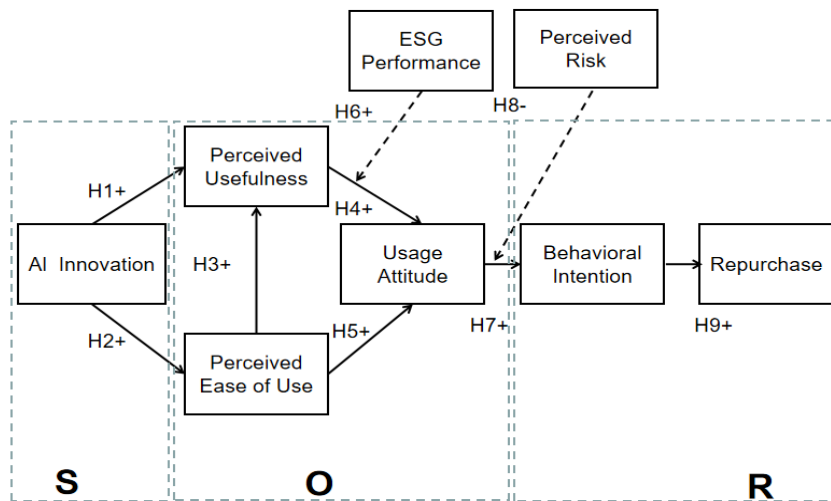 ESG
Performance
Perceived
Risk
H6+
H8-
Perceived
Usefulness
H1+
H4+
AI Innovation
H3+
Usage
Attitude
Behavioral
Intention
Repurchase
H2+
H5+
H7+
H9+
Perceived
Ease of Use
S
O
R